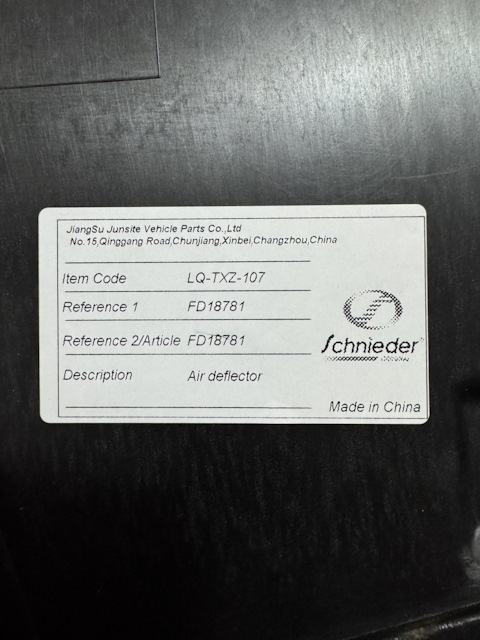 JiangSu Junsite Vehicle Parts Co.,Ltd
No.15,Qinggang Road,Chunjiang,Xinbei,Changzhou,China
Item Code LQ-TXZ-107
Reference 1 FD18781
Reference 2/Article FD18781
Schnieder
Description Air deflector
Made in China